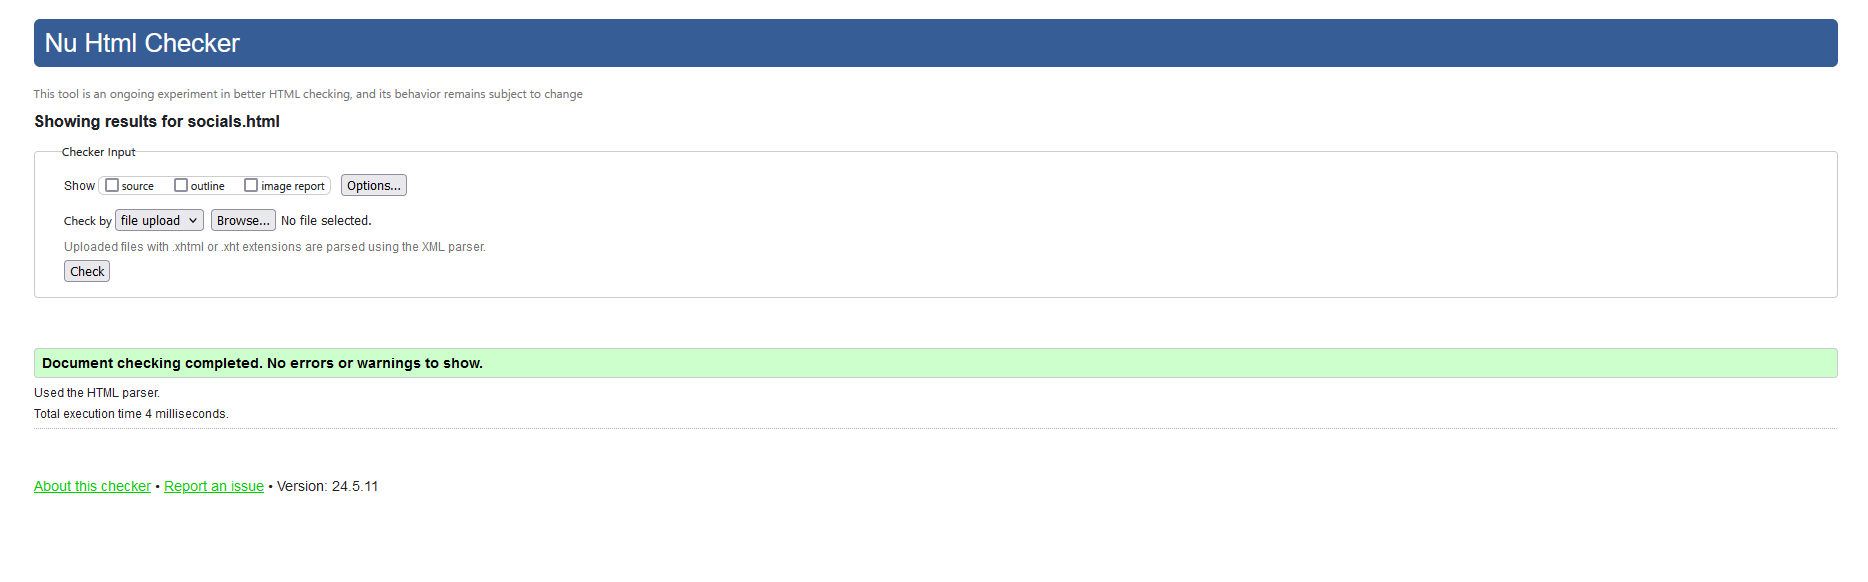 Nu Html Checker
This tool is an ongoing experiment in better HTML checking, and its behavior remains subject to change
Showing results for socials.html
Checker Input
Show source outline image report Options...
Check by file upload Browse... No file selected.
Uploaded files with .xhtml or .xht extensions are parsed using the XML parser.
Check
Document checking completed. No errors or warnings to show.
Used the HTML parser.
Total execution time 4 milliseconds.
About this checker • Report an issue • Version: 24.5.11